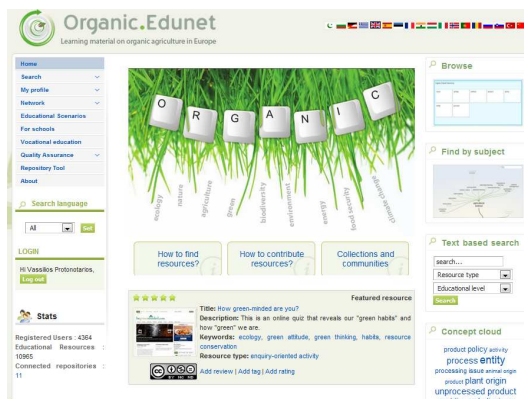 Organic.Edunet
Learning material on organic agriculture in Europe
Home
Search
My profile
Network
Educational Scenarios
For schools
Vocational education
Quality Assurance
Repository Tool
About
Search language
All
Set
LOGIN
Hi Vassilios Protonotarios,
Log out
Stats
Registered Users : 4364
Educational Resources :
10965
Connected repositories :
11
O R G A N I C
ecology
nature
agriculture
green
biodiversity
environment
energy
food security
climate change
How to find
resources?
How to contribute
resources?
Collections and
communities
Featured resource
Title: How green-minded are you?
Description: This is an online quiz that reveals our "green habits" and
how "green" we are.
Keywords: ecology, green attitude, green thinking, habits, resource
conservation
Resource type: enquiry-oriented activity
cc BY NC ND
Add review | Add tag | Add rating
Browse
Find by subject
Text based search
search...
Resource type
Educational level
Search
Concept cloud
product policy activity
process entity
processing issue animal origin
product plant origin
unprocessed product